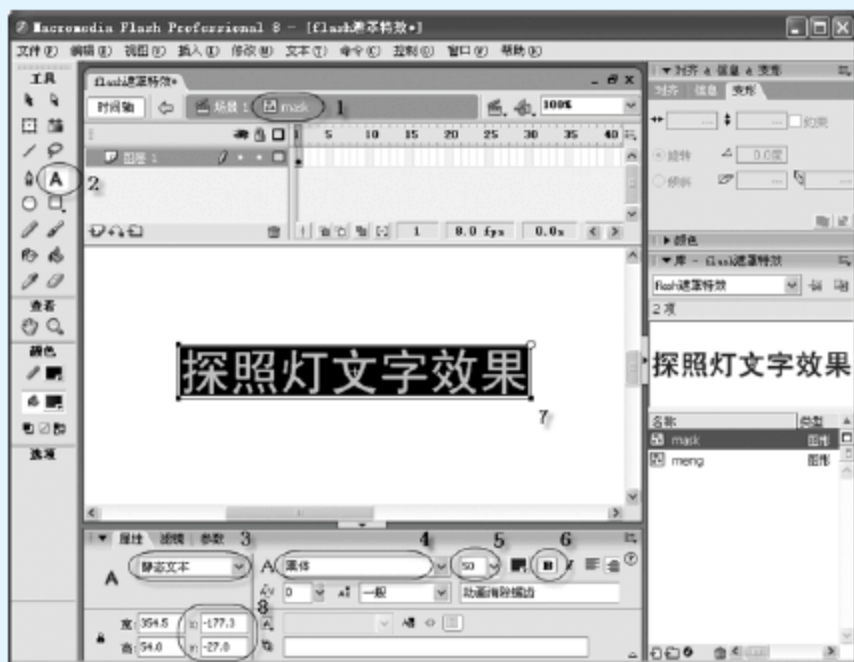 Macromedia Flash Professional 8 - [flash遮罩特效*]
文件(F) 编辑(E) 视图(V) 插入(I) 修改(M) 文本(T) 命令(C) 控制(O) 窗口(W) 帮助(H)
工具
flash遮罩特效*
时间轴 场景 1 mask 1 100%
5 10 15 20 25 30 35 40
图层 1
2
1 8.0 fps 0.0s
查看
颜色
选项
探照灯文字效果
7
属性 滤镜 参数 3 4 5 6
静态文本 A 黑体 50 B I
A
0 一般 动画消除锯齿
8
宽: 354.5 X: -177.3
高: 54.0 Y: -27.0
对齐 & 信息 & 变形
对齐 信息 变形
约束
旋转 0.0度
倾斜
颜色
库 - flash遮罩特效
flash遮罩特效
2 项
探照灯文字效果
名称 类型
mask 图形
meng 图形